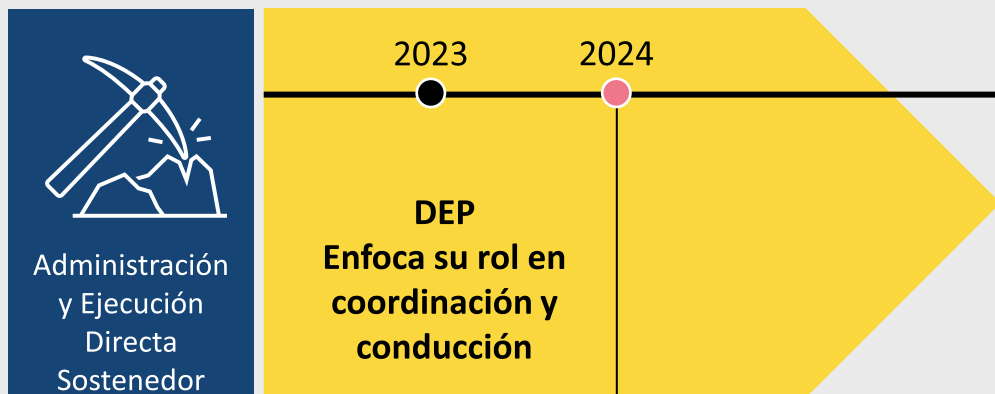 Administración
y Ejecución
Directa
Sostenedor
2023
2024
DEP
Enfoca su rol en
coordinación y
conducción